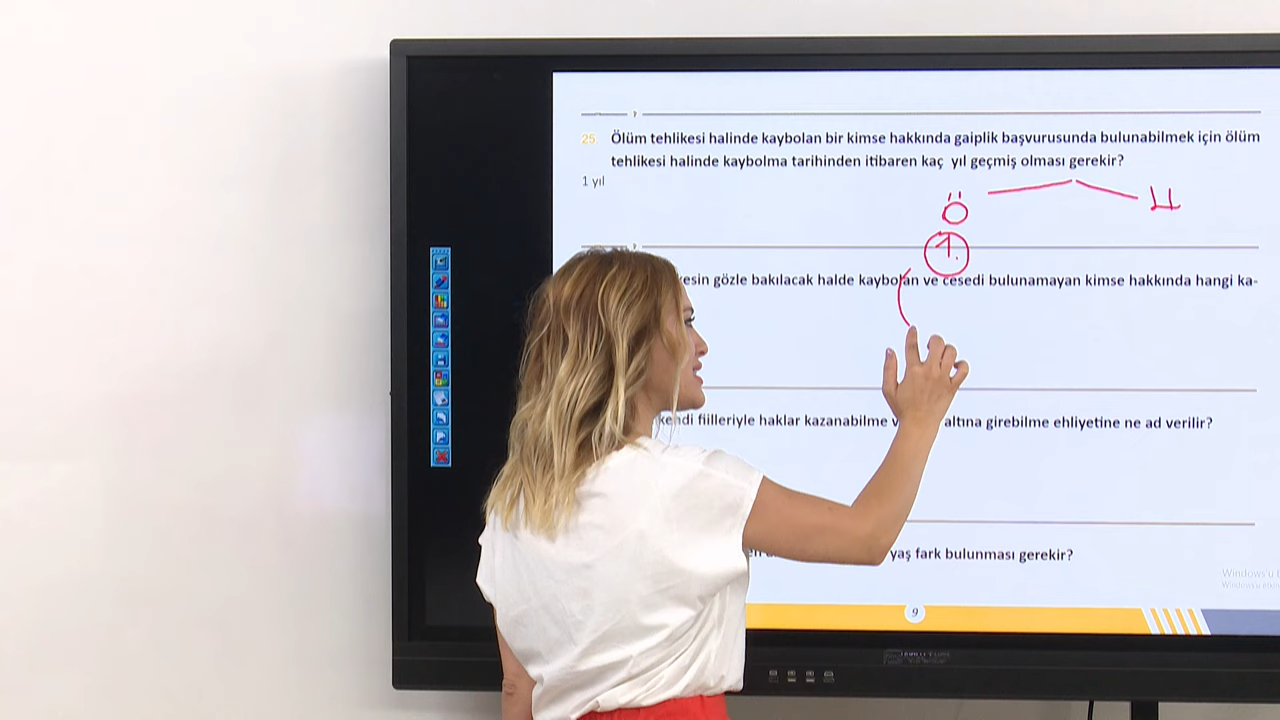 25 Ölüm tehlikesi halinde kaybolan bir kimse hakkında gaiplik başvurusunda bulunabilmek için ölüm
tehlikesi halinde kaybolma tarihinden itibaren kaç yıl geçmiş olması gerekir?
1 yıl
Ö U
1.
kesin gözle bakılacak halde kaybolan ve cesedi bulunamayan kimse hakkında hangi ka-
kendi fiilleriyle haklar kazanabilme altına girebilme ehliyetine ne ad verilir?
yaş fark bulunması gerekir?
Windows'u
9